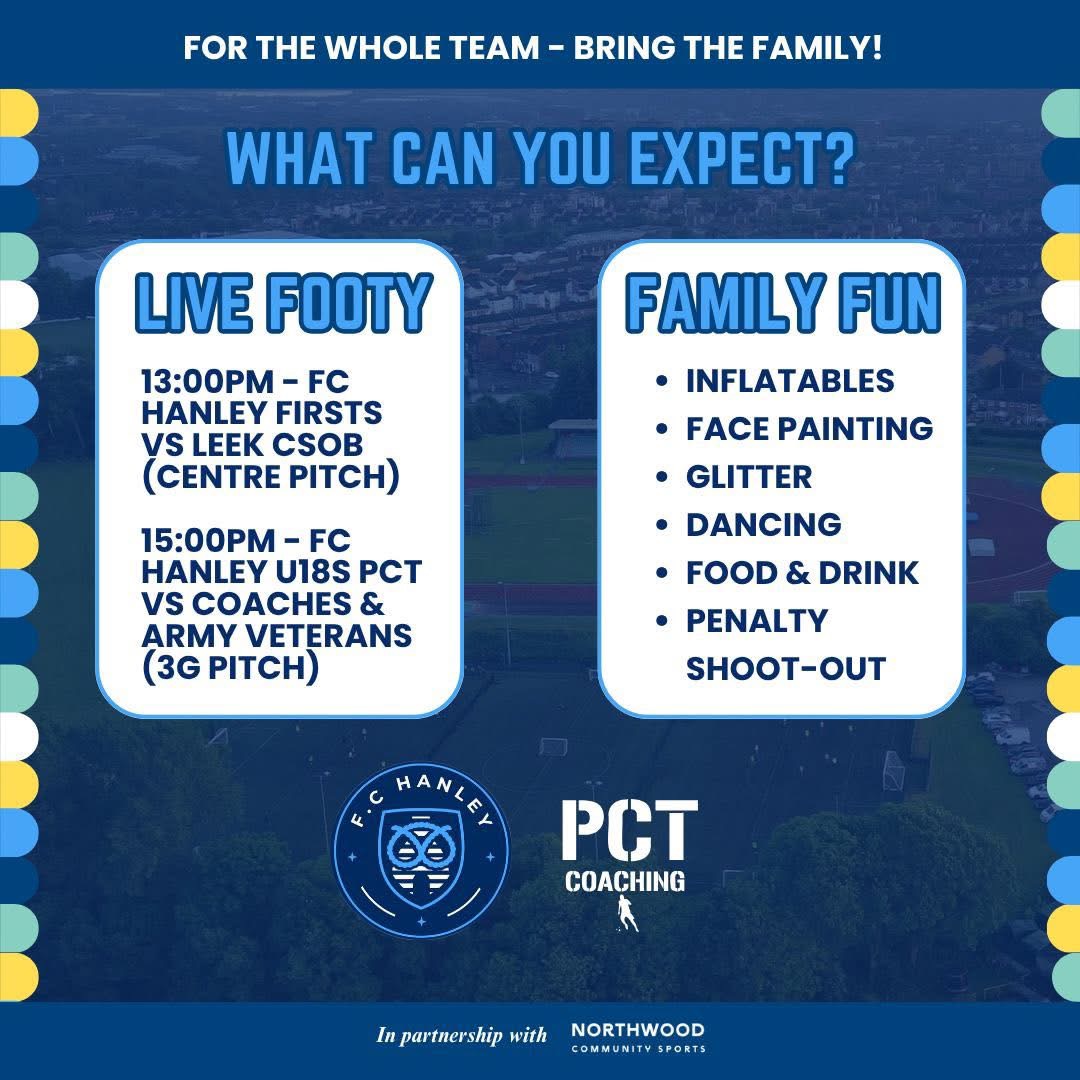 FOR THE WHOLE TEAM - BRING THE FAMILY!
WHAT CAN YOU EXPECT?
LIVE FOOTY
13:00PM - FC
HANLEY FIRSTS
VS LEEK CSOB
(CENTRE PITCH)
15:00PM - FC
HANLEY U18S PCT
VS COACHES &
ARMY VETERANS
(3G PITCH)
FAMILY FUN
• INFLATABLES
• FACE PAINTING
• GLITTER
• DANCING
• FOOD & DRINK
• PENALTY
SHOOT-OUT
F.C HANLEY
PCT
COACHING
In partnership with
NORTHWOOD
COMMUNITY SPORTS